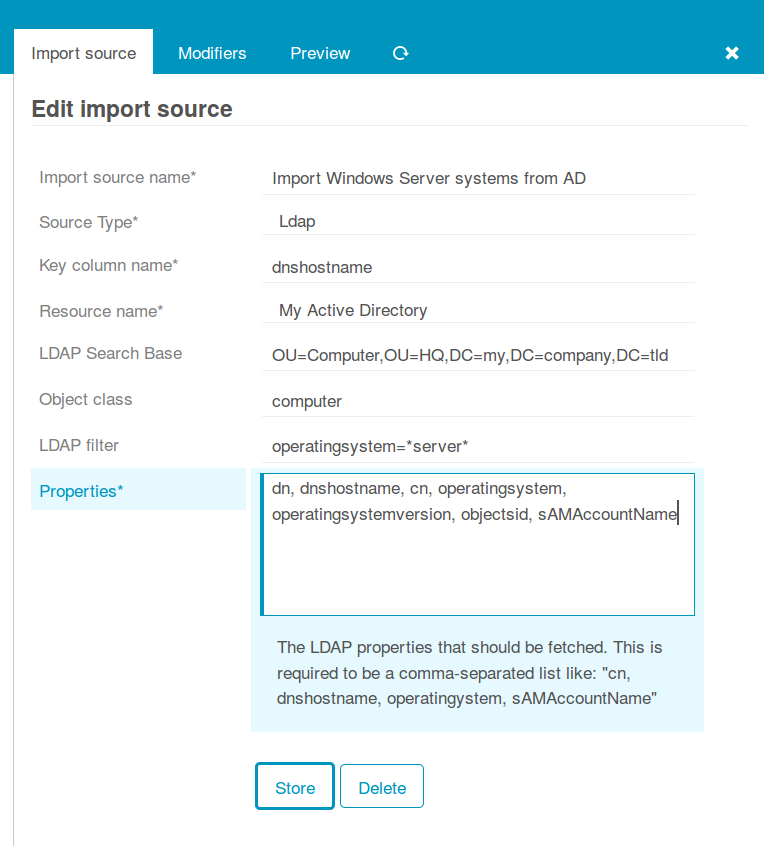 Import source Modifiers Preview
Edit import source
Import source name* Import Windows Server systems from AD
Source Type* Ldap
Key column name* dnshostname
Resource name* My Active Directory
LDAP Search Base OU=Computer,OU=HQ,DC=my,DC=company,DC=tld
Object class computer
LDAP filter operatingsystem=*server*
Properties* dn, dnshostname, cn, operatingsystem,
operatingsystemversion, objectsid, sAMAccountName
The LDAP properties that should be fetched. This is
required to be a comma-separated list like: "cn,
dnshostname, operatingystem, sAMAccountName"
Store Delete